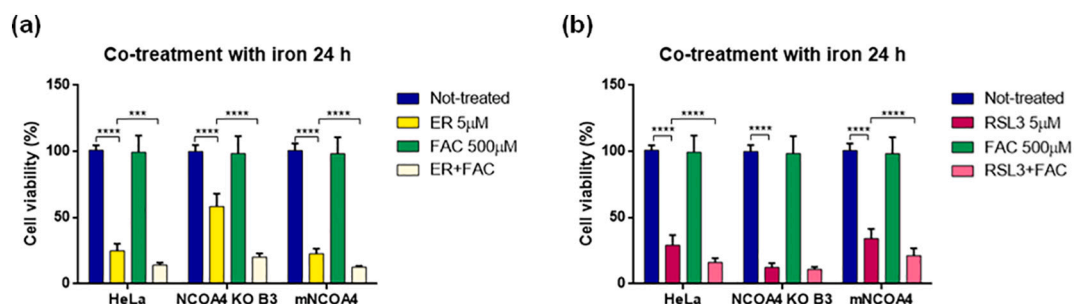 (a)
Co-treatment with iron 24 h
Cell viability (%)
150
100
50
0
****
***
****
****
****
****
HeLa
NCOA4 KO B3
mNCOA4
Not-treated
ER 5µM
FAC 500µM
ER+FAC
(b)
Co-treatment with iron 24 h
Cell viability (%)
150
100
50
0
****
****
****
****
****
HeLa
NCOA4 KO B3
mNCOA4
Not-treated
RSL3 5µM
FAC 500µM
RSL3+FAC